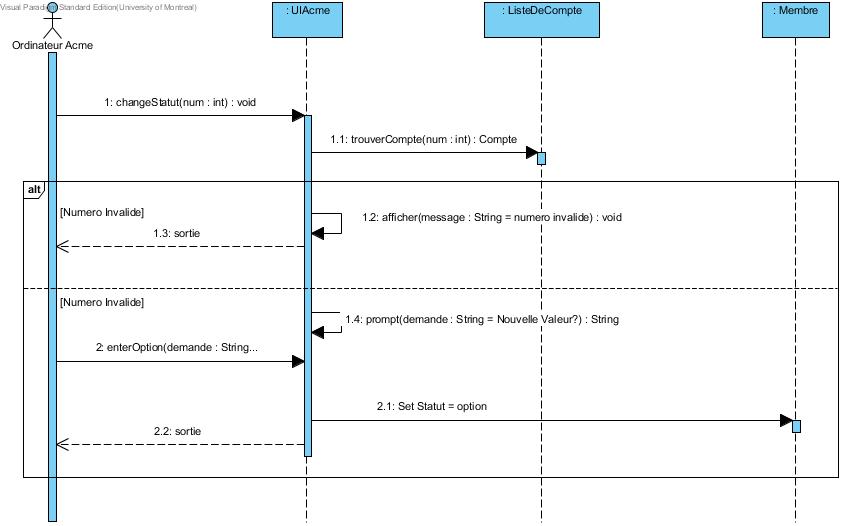 Visual Paradigm Standard Edition(University of Montreal)
: UIAcme
: ListeDeCompte
: Membre
Ordinateur Acme
1: changeStatut(num : int) : void
1.1: trouverCompte(num : int) : Compte
alt
[Numero Invalide]
1.2: afficher(message : String = numero invalide) : void
1.3: sortie
[Numero Invalide]
1.4: prompt(demande : String = Nouvelle Valeur?) : String
2: enterOption(demande : String...
2.1: Set Statut = option
2.2: sortie